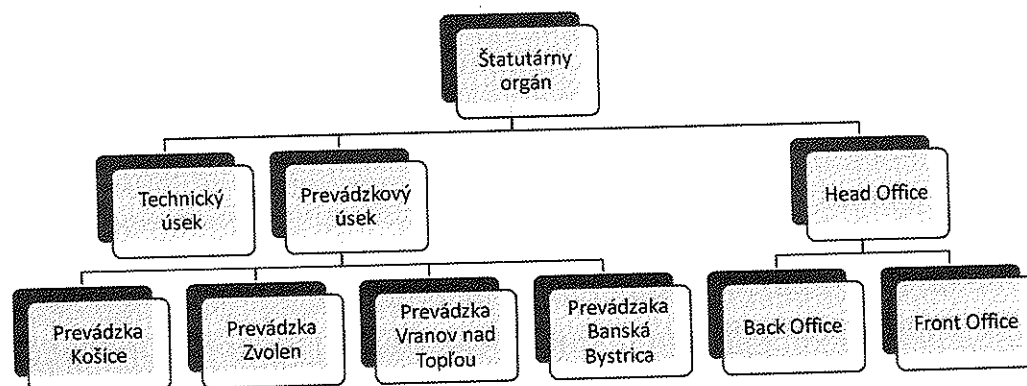 Štatutárny
orgán
Technický
úsek
Prevádzkový
úsek
Head Office
Prevádzka
Košice
Prevádzka
Zvolen
Prevádzka
Vranov nad
Topľou
Prevádzaka
Banská
Bystrica
Back Office
Front Office